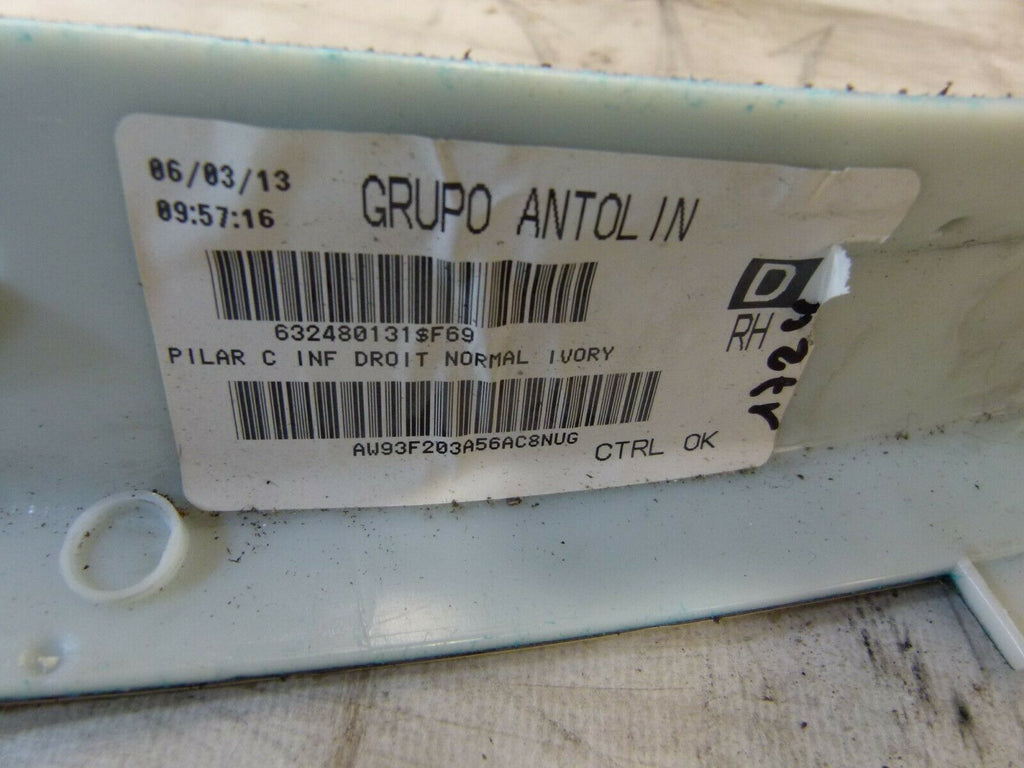 06/03/13
09:57:16
GRUPO ANTOLIN
632480131$F69
PILAR C INF DROIT NORMAL IVORY
AW93F203A56AC8NUG
CTRL OK
D
RH
1724